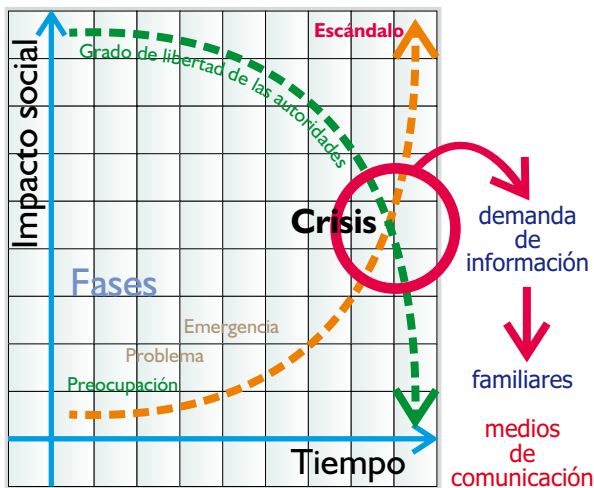 Escándalo
Grado de libertad de las autoridades
Impacto social
Crisis
demanda
de
información
Fases
Emergencia
Problema
Preocupación
familiares
medios
de
comunicación
Tiempo